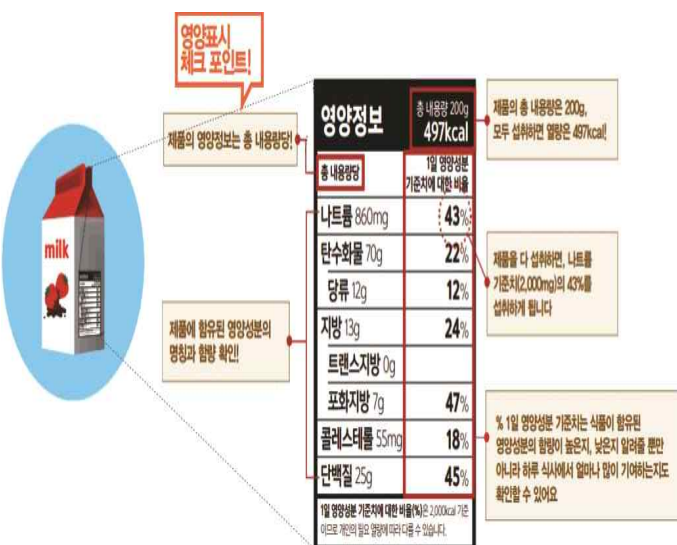 영양표시
체크 포인트!
제품의 영양정보는 총 내용량당!
milk
제품에 함유된 영양성분의
명칭과 함량 확인!
영양정보
총 내용량 200g
497kcal
총 내용량당
1일 영양성분
기준치에 대한 비율
나트륨 860mg 43%
탄수화물 70g 22%
당류 12g 12%
지방 13g 24%
트랜스지방 0g
포화지방 7g 47%
콜레스테롤 55mg 18%
단백질 25g 45%
1일 영양성분 기준치에 대한 비율(%)은 2,000kcal 기준
이므로 개인의 필요 열량에 따라 다를 수 있습니다.
제품의 총 내용량은 200g,
모두 섭취하면 열량은 497kcal!
제품을 다 섭취하면, 나트륨
기준치(2,000mg)의 43%를
섭취하게 됩니다
% 1일 영양성분 기준치는 식품이 함유된
영양성분의 함량이 높은지, 낮은지 알려줄 뿐만
아니라 하루 식사에서 얼마나 많이 기여하는지도
확인할 수 있어요